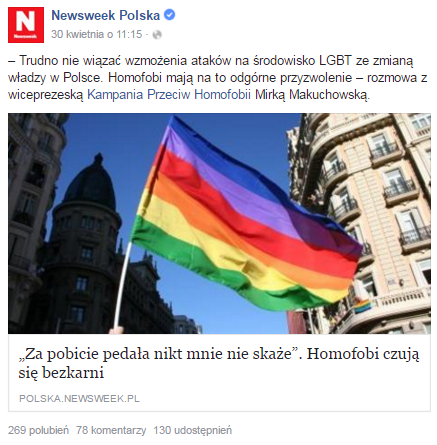 Newsweek Polska
30 kwietnia o 11:15 ·
N
Newsweek
– Trudno nie wiązać wzmożenia ataków na środowisko LGBT ze zmianą
władzy w Polsce. Homofobi mają na to odgórne przyzwolenie – rozmowa z
wiceprezeską Kampania Przeciw Homofobii Mirką Makuchowską.
„Za pobicie pedała nikt mnie nie skaże”. Homofobi czują
się bezkarni
POLSKA.NEWSWEEK.PL
269 polubień 78 komentarzy 130 udostępnień